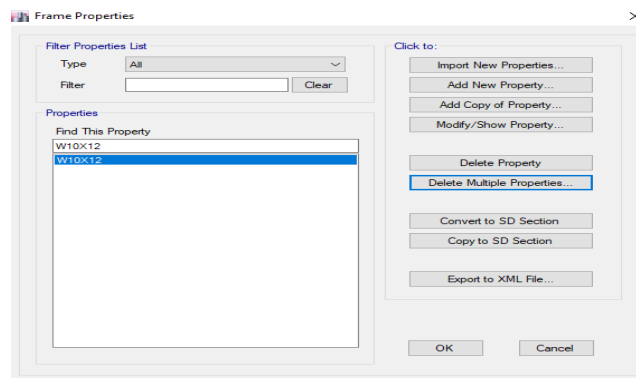 Frame Properties
Filter Properties List
Type All
Filter Clear
Properties
Find This Property
W10X12
W10X12
Click to:
Import New Properties...
Add New Property...
Add Copy of Property...
Modify/Show Property...
Delete Property
Delete Multiple Properties...
Convert to SD Section
Copy to SD Section
Export to XML File...
OK Cancel